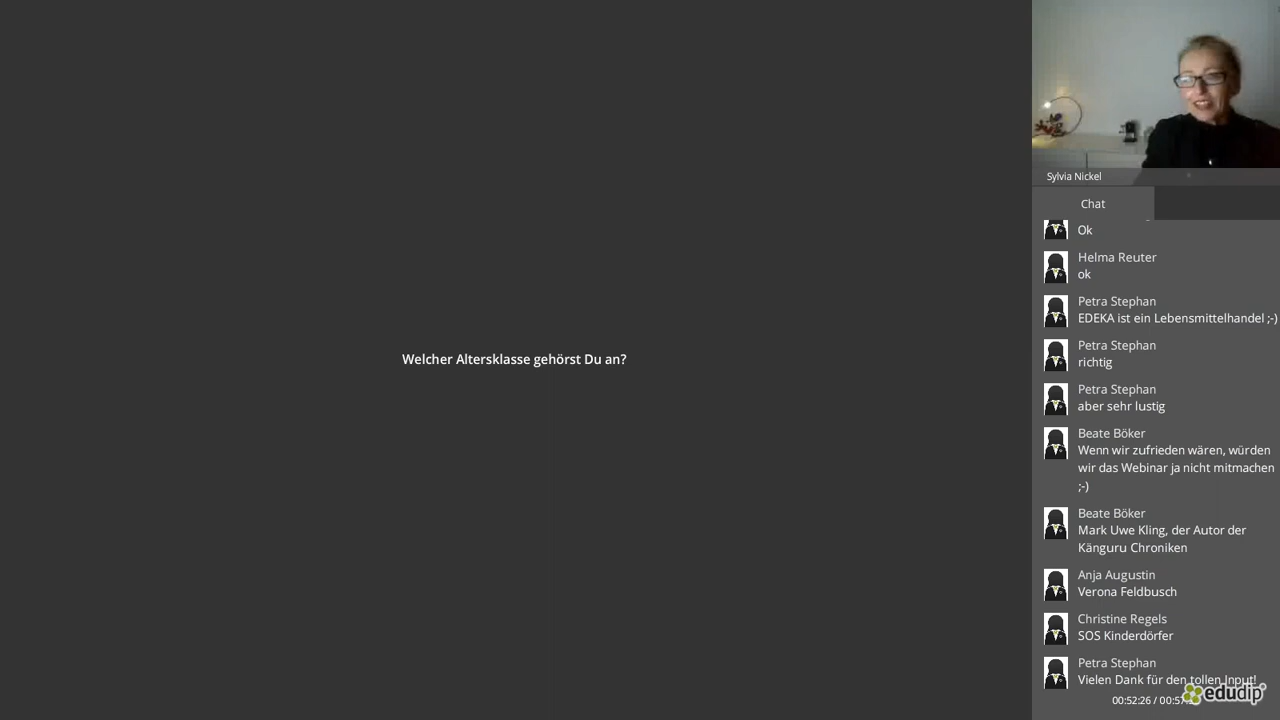 Sylvia Nickel
Chat
Ok
Helma Reuter
ok
Petra Stephan
EDEKA ist ein Lebensmittelhandel ;-)
Petra Stephan
richtig
Petra Stephan
aber sehr lustig
Welcher Altersklasse gehörst Du an?
Beate Böker
Wenn wir zufrieden wären, würden
wir das Webinar ja nicht mitmachen
;-)
Beate Böker
Mark Uwe Kling, der Autor der
Känguru Chroniken
Anja Augustin
Verona Feldbusch
Christine Regels
SOS Kinderdörfer
Petra Stephan
Vielen Dank für den tollen Input!
00:52:26 /
edudip